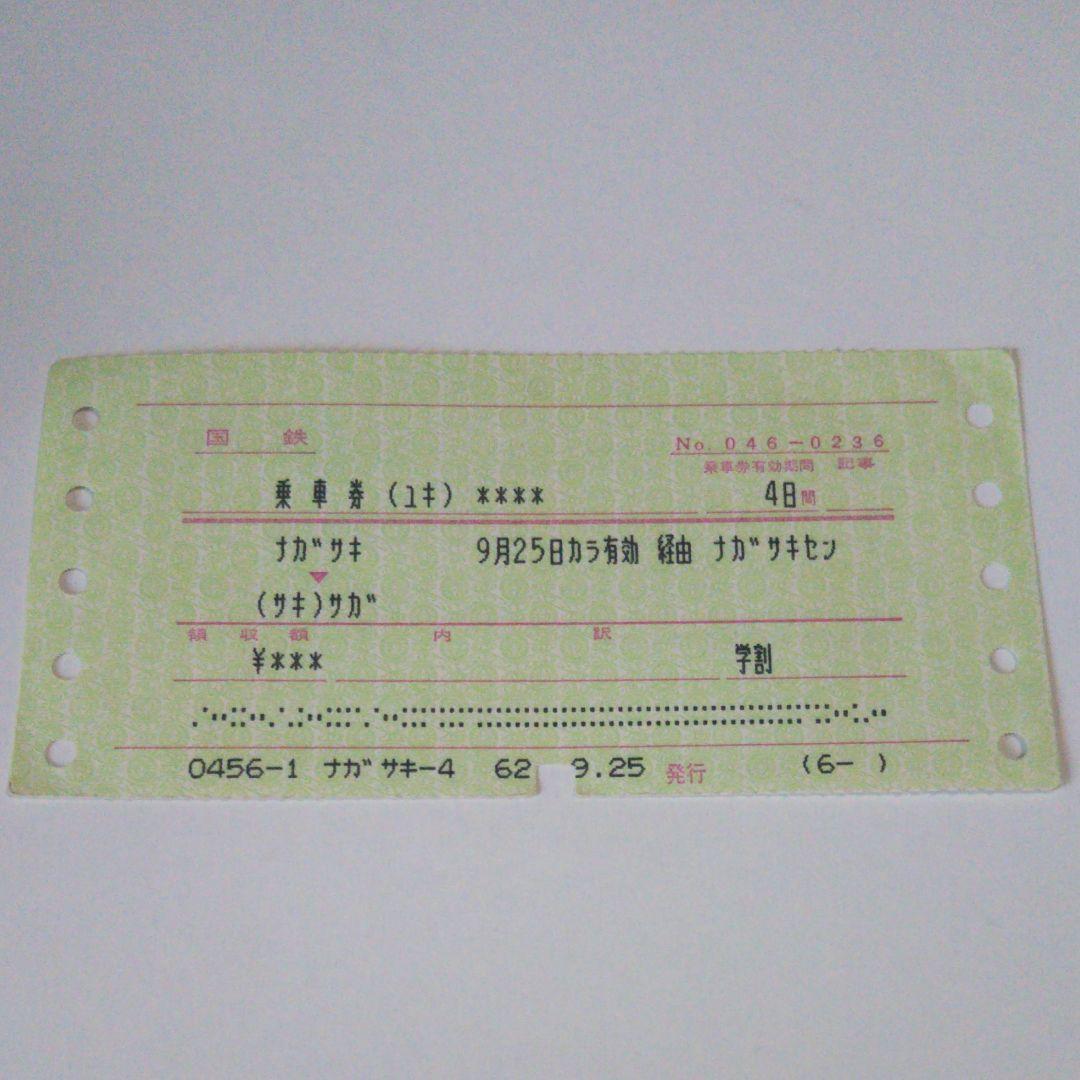 国鉄 No. 046-0236
乗車券有効期間 記事
乗車券 (ユキ) **** 4日間
ナガサキ 9月25日カラ有効 経由 ナガサキセン
▼
(サキ)サガ
領収額 内訳
¥*** 学割
0456-1 ナガサキ-4 62 9.25 発行 (6- )